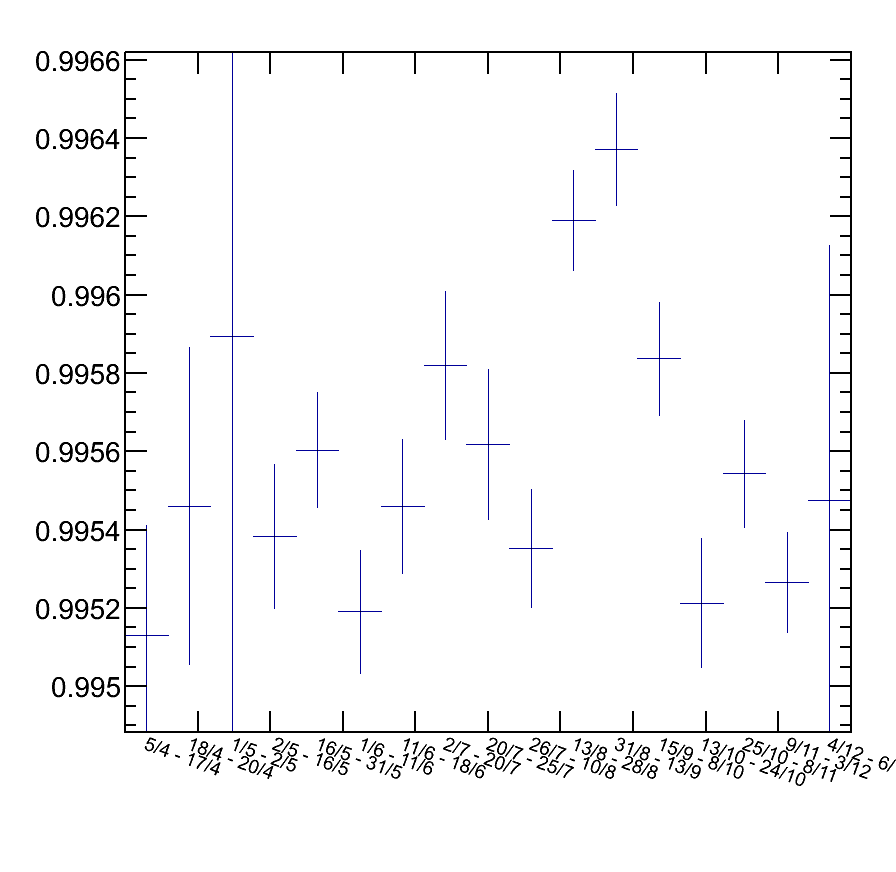 0.9966
0.9964
0.9962
0.996
0.9958
0.9956
0.9954
0.9952
0.995
5/4 - 17/4
18/4 - 20/4
1/5 - 2/5
2/5 - 16/5
16/5 - 31/5
1/6 - 11/6
11/6 - 18/6
2/7 - 20/7
20/7 - 25/7
26/7 - 10/8
13/8 - 28/8
31/8 - 13/9
15/9 - 8/10
13/10 - 24/10
25/10 - 8/11
9/11 - 3/12
4/12 - 6/